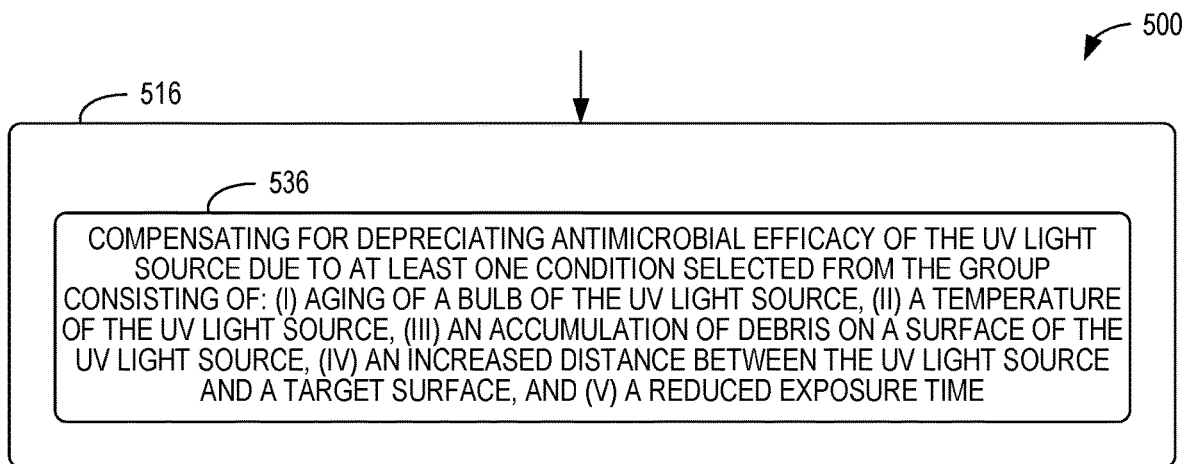 500
516
536
COMPENSATING FOR DEPRECIATING ANTIMICROBIAL EFFICACY OF THE UV LIGHT
SOURCE DUE TO AT LEAST ONE CONDITION SELECTED FROM THE GROUP
CONSISTING OF: (I) AGING OF A BULB OF THE UV LIGHT SOURCE, (II) A TEMPERATURE
OF THE UV LIGHT SOURCE, (III) AN ACCUMULATION OF DEBRIS ON A SURFACE OF THE
UV LIGHT SOURCE, (IV) AN INCREASED DISTANCE BETWEEN THE UV LIGHT SOURCE
AND A TARGET SURFACE, AND (V) A REDUCED EXPOSURE TIME